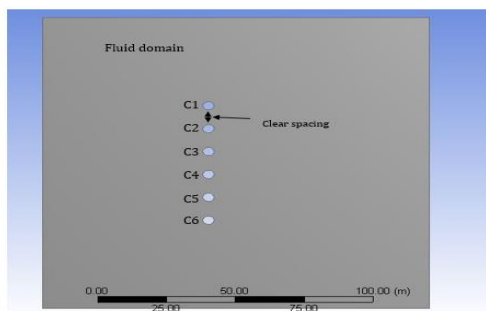 Fluid domain
C1
Clear spacing
C2
C3
C4
C5
C6
0.00 50.00 100.00 (m)
25.00 75.00